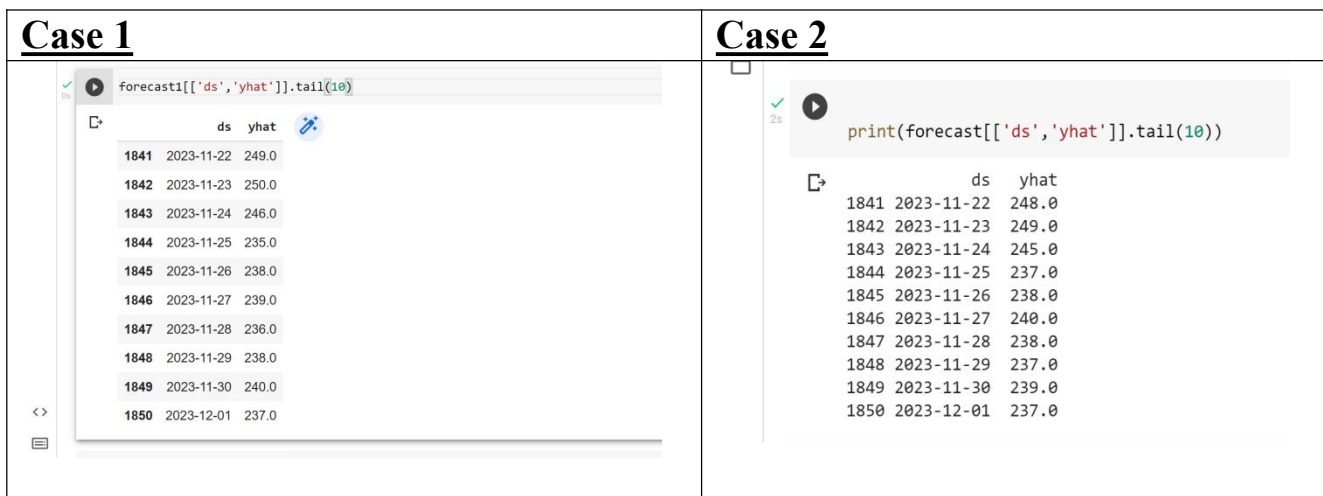 Case 1
Case 2
0s
forecast1[['ds','yhat']].tail(10)
ds yhat
1841 2023-11-22 249.0
1842 2023-11-23 250.0
1843 2023-11-24 246.0
1844 2023-11-25 235.0
1845 2023-11-26 238.0
1846 2023-11-27 239.0
1847 2023-11-28 236.0
1848 2023-11-29 238.0
1849 2023-11-30 240.0
1850 2023-12-01 237.0
2s
print(forecast[['ds','yhat']].tail(10))
ds yhat
1841 2023-11-22 248.0
1842 2023-11-23 249.0
1843 2023-11-24 245.0
1844 2023-11-25 237.0
1845 2023-11-26 238.0
1846 2023-11-27 240.0
1847 2023-11-28 238.0
1848 2023-11-29 237.0
1849 2023-11-30 239.0
1850 2023-12-01 237.0